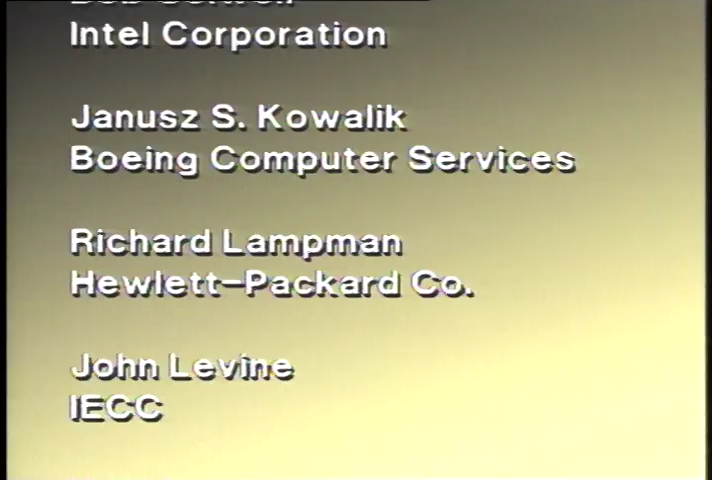 Intel Corporation
Janusz S. Kowalik
Boeing Computer Services
Richard Lampman
Hewlett-Packard Co.
John Levine
IECC